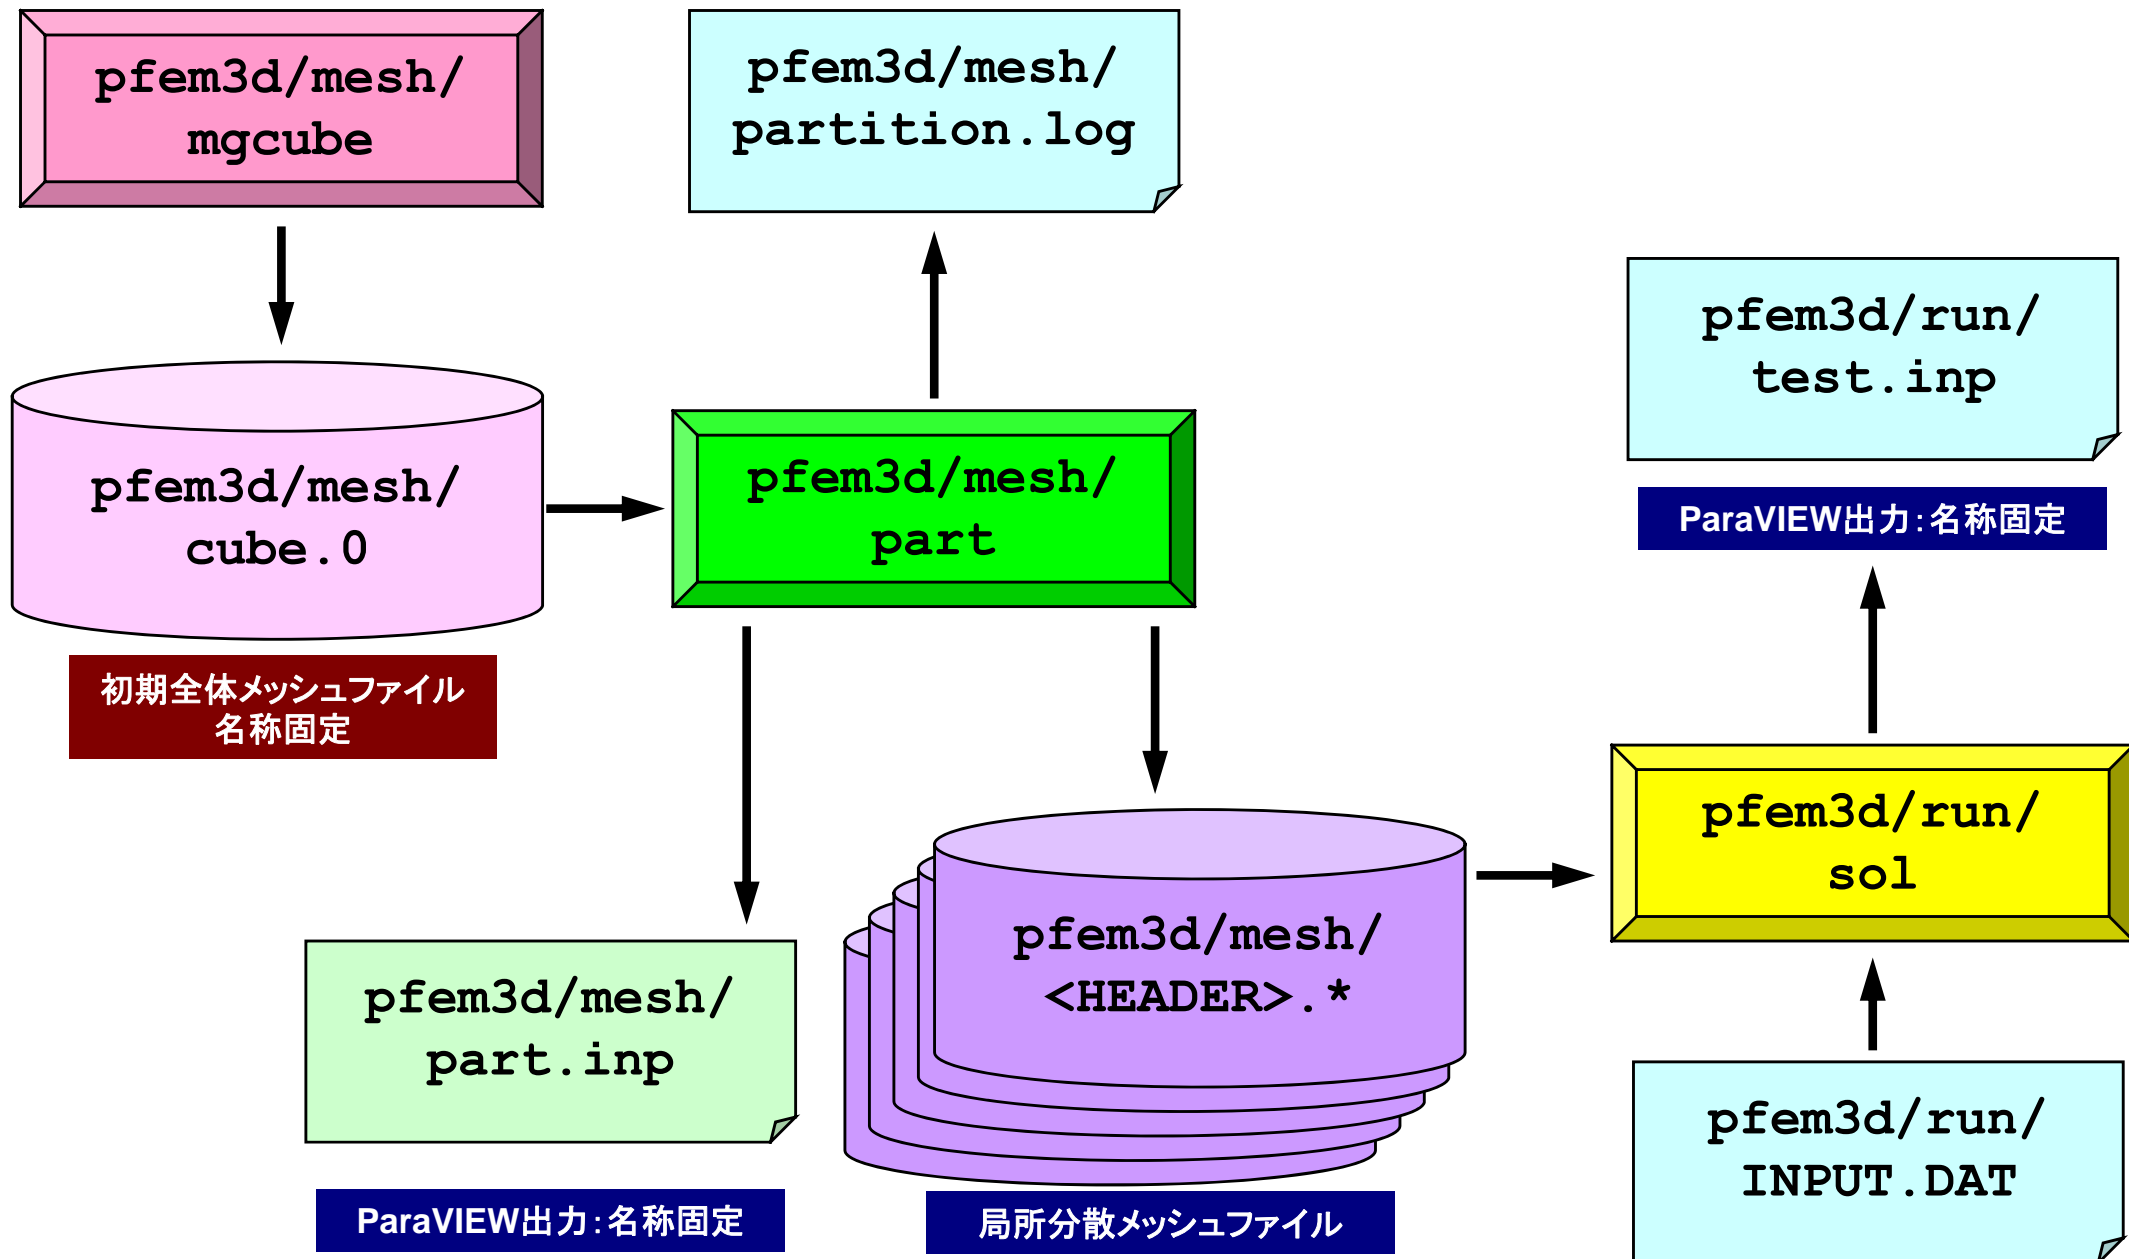 pfem3d/mesh/
mgcube
pfem3d/mesh/
partition.log
pfem3d/run/
test.inp
ParaVIEW出力：名称固定
pfem3d/mesh/
cube.0
初期全体メッシュファイル
名称固定
pfem3d/mesh/
part
pfem3d/run/
sol
pfem3d/mesh/
<HEADER>.*
局所分散メッシュファイル
pfem3d/mesh/
part.inp
ParaVIEW出力：名称固定
pfem3d/run/
INPUT.DAT